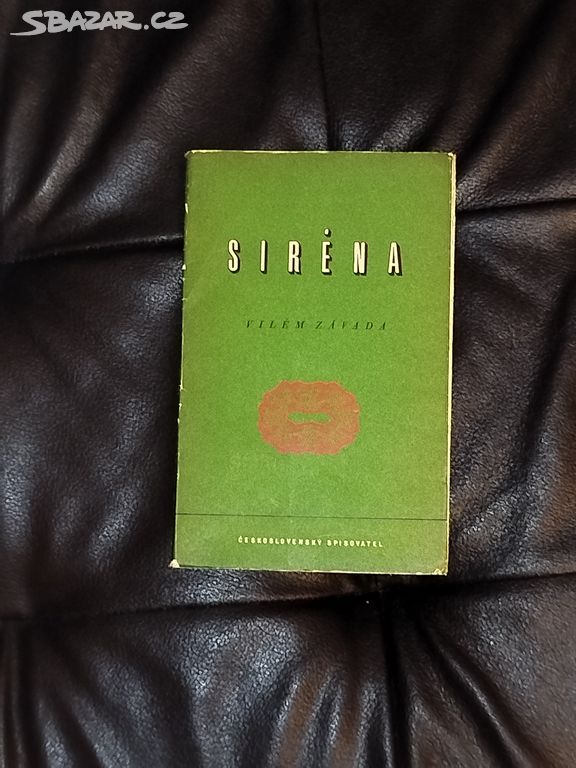 SBAZAR.CZ
SIRÉNA
VILÉM ZÁVADA
ČESKOSLOVENSKÝ SPISOVATEL